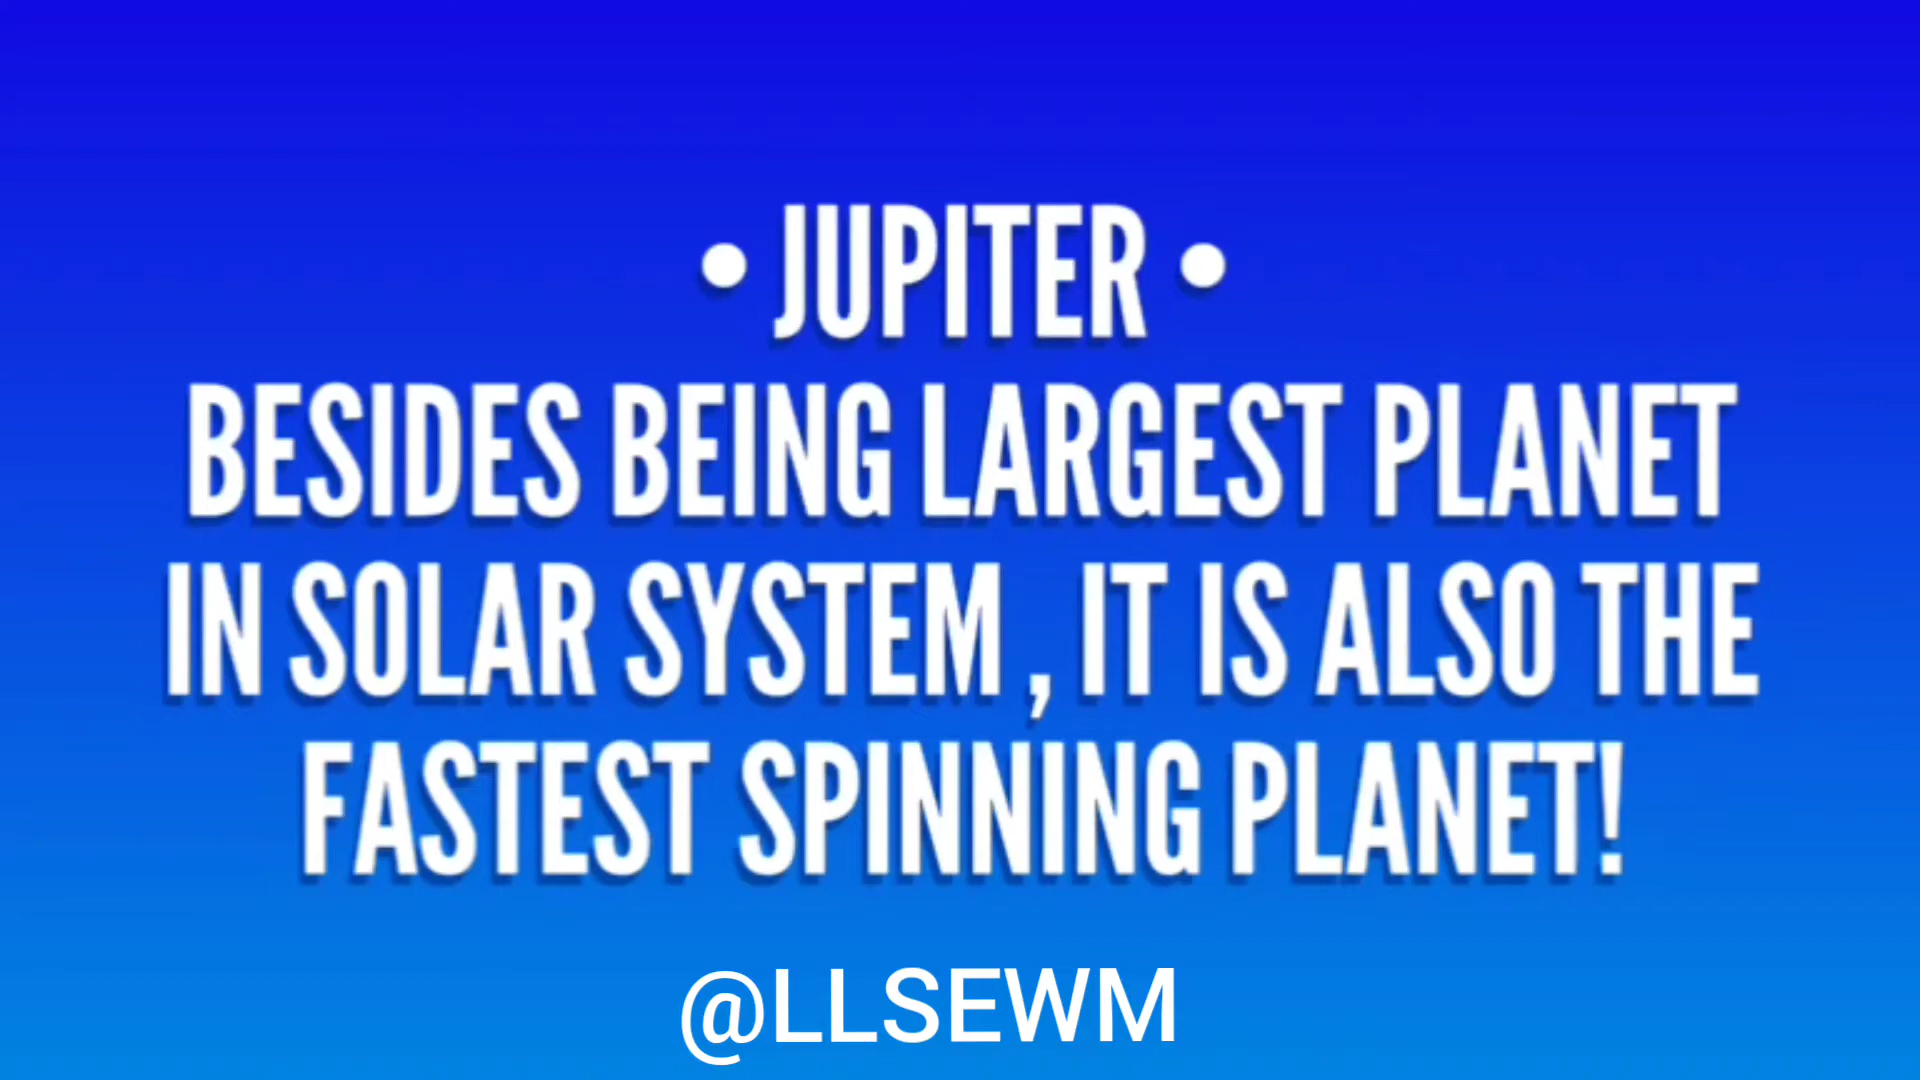 • JUPITER •
BESIDES BEING LARGEST PLANET
IN SOLAR SYSTEM , IT IS ALSO THE
FASTEST SPINNING PLANET!
@LLSEWM